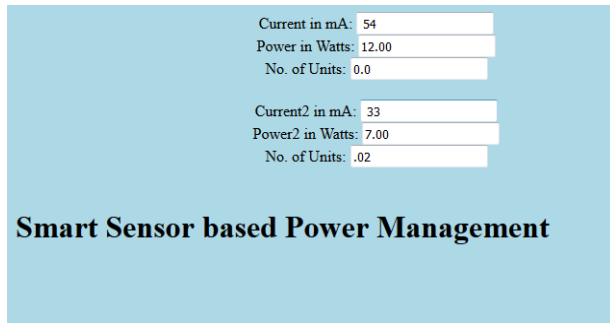 Current in mA: 54
Power in Watts: 12.00
No. of Units: 0.0
Current2 in mA: 33
Power2 in Watts: 7.00
No. of Units: .02
Smart Sensor based Power Management